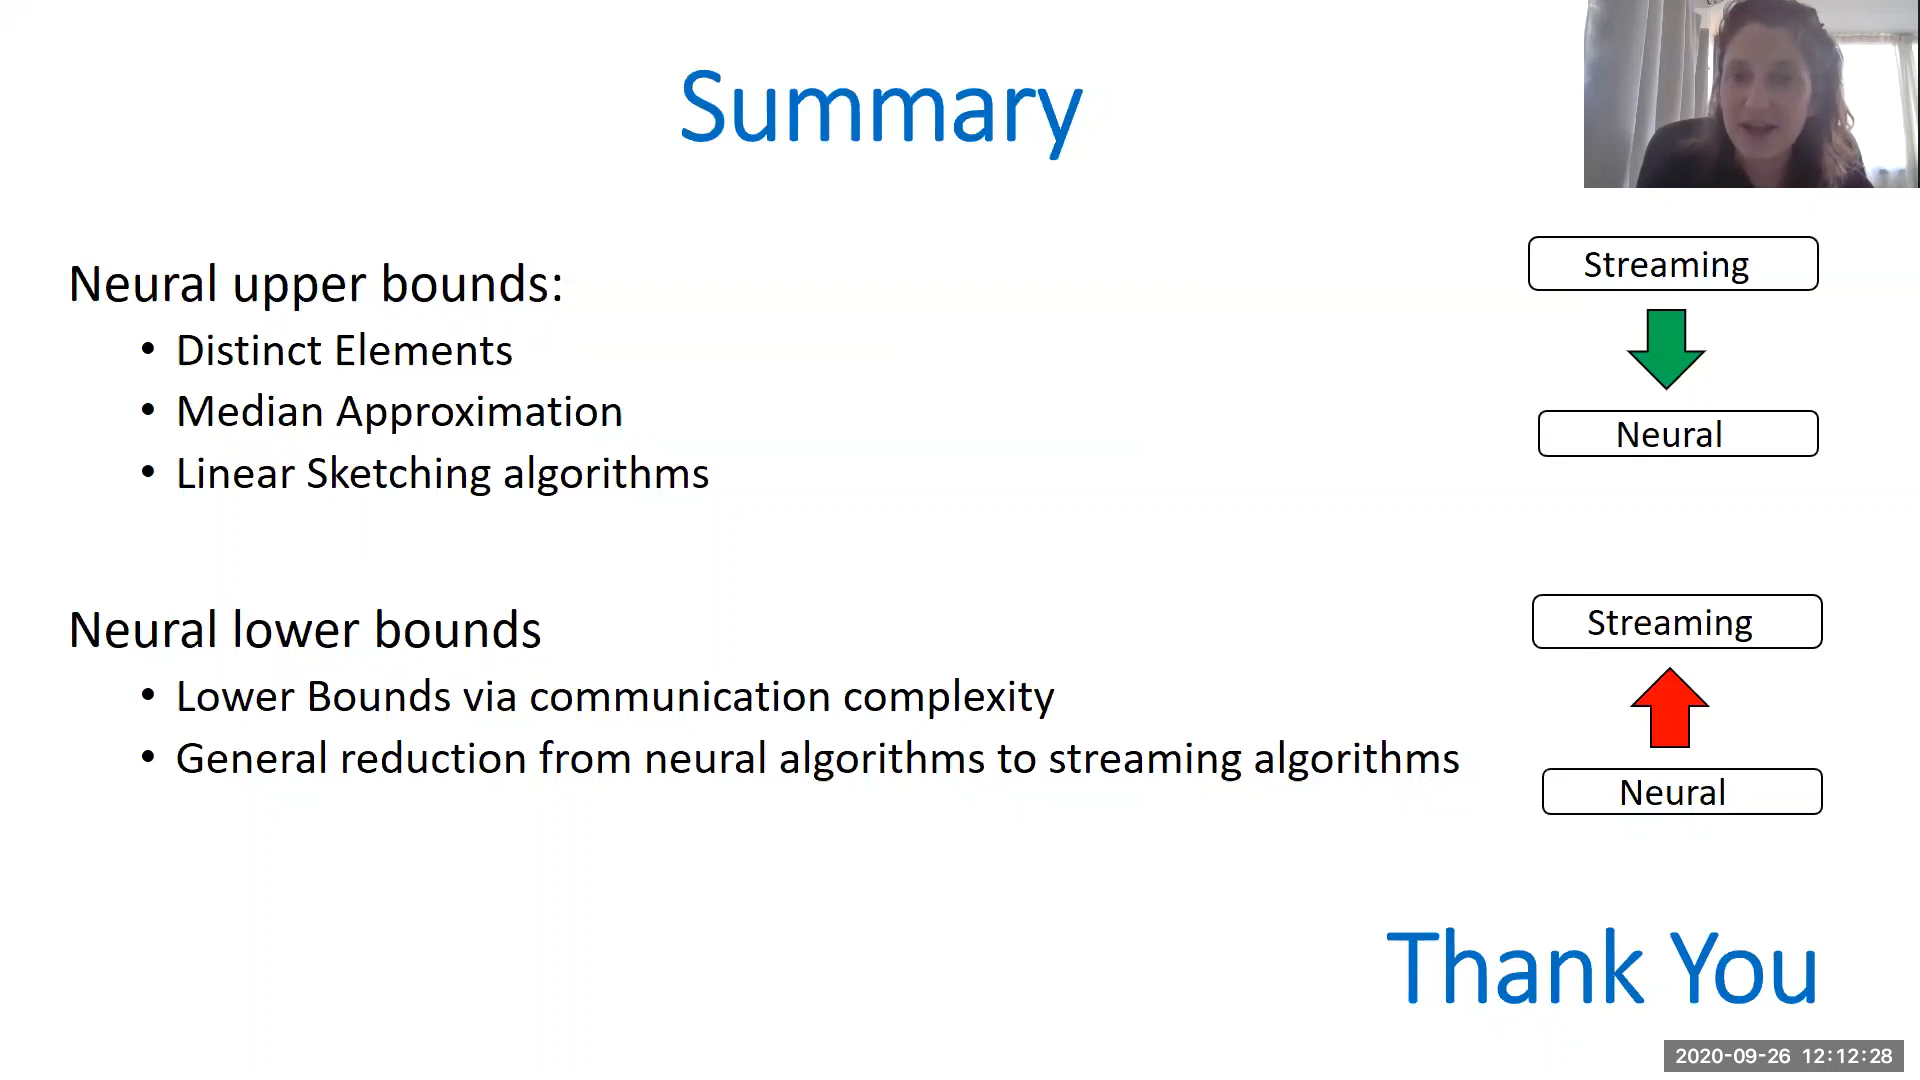 Summary
Neural upper bounds:
• Distinct Elements
• Median Approximation
• Linear Sketching algorithms
Streaming
Neural
Neural lower bounds
• Lower Bounds via communication complexity
• General reduction from neural algorithms to streaming algorithms
Streaming
Neural
Thank You
2020-09-26 12:12:28